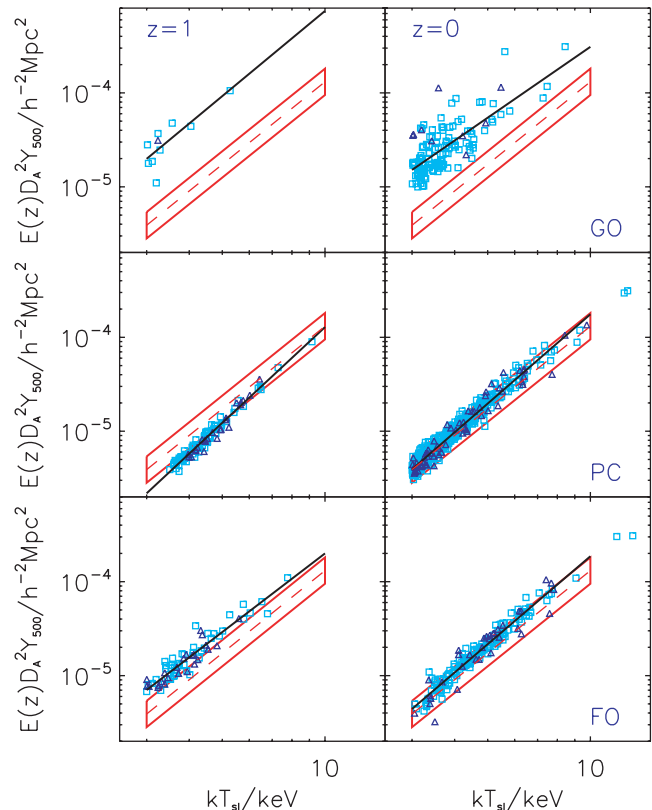 z=1
z=0
E(z)D_A^2Y_500/h^-2Mpc^2
10^-4
10^-5
GO
E(z)D_A^2Y_500/h^-2Mpc^2
10^-4
10^-5
PC
E(z)D_A^2Y_500/h^-2Mpc^2
10^-4
10^-5
FO
10
10
kT_sl/keV
kT_sl/keV